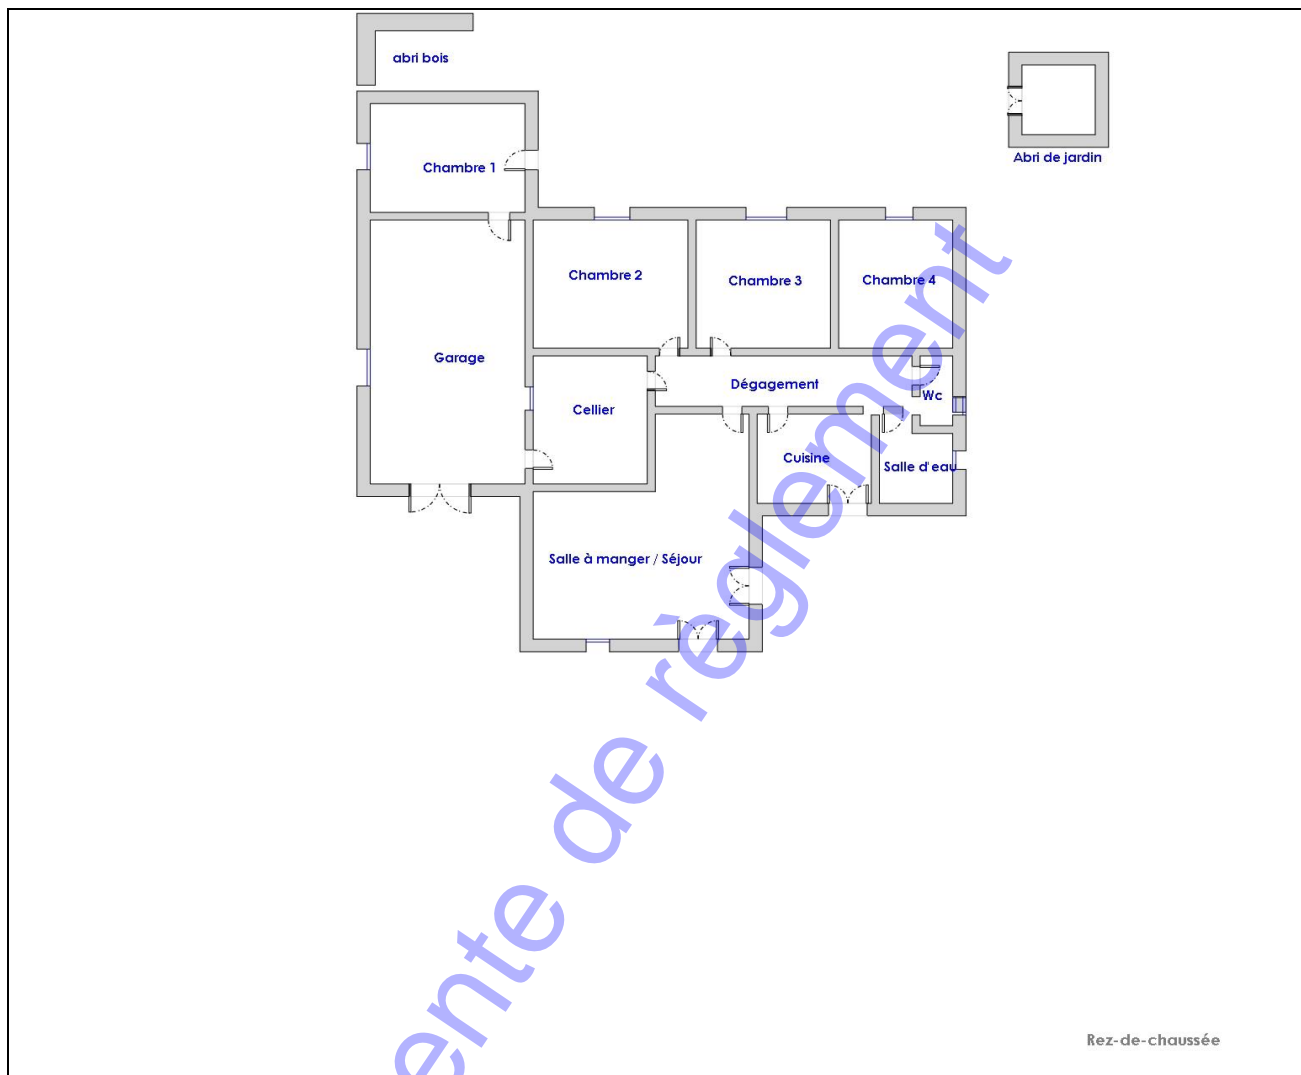 abri bois
Abri de jardin
Chambre 1
Chambre 2
Chambre 3
Chambre 4
Garage
Dégagement
Wc
Cellier
Cuisine
Salle d'eau
Salle à manger / Séjour
ente de règlement
Rez-de-chaussée